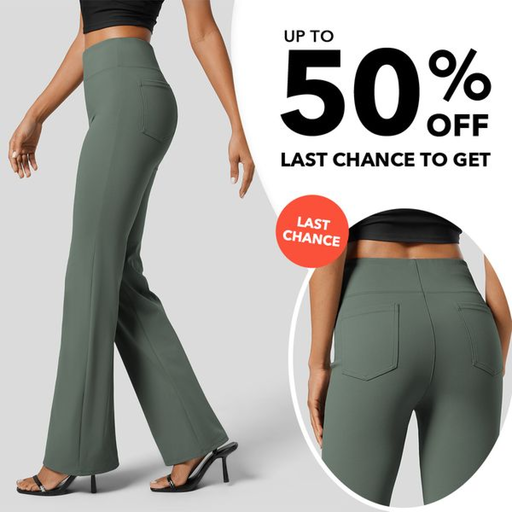 UP TO
50% OFF
LAST CHANCE TO GET
LAST
CHANCE